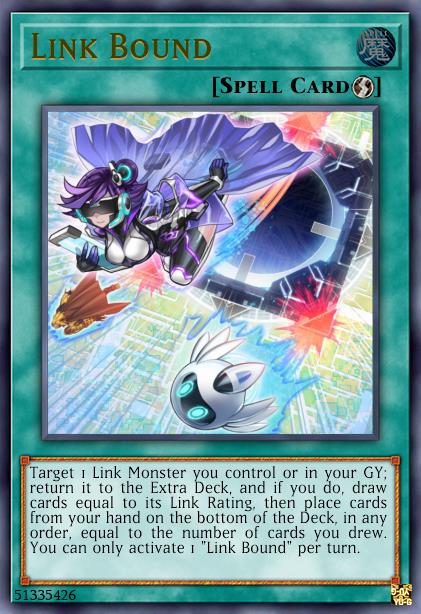 Link Bound
魔
[Spell Card]
Target 1 Link Monster you control or in your GY;
return it to the Extra Deck, and if you do, draw
cards equal to its Link Rating, then place cards
from your hand on the bottom of the Deck, in any
order, equal to the number of cards you drew.
You can only activate 1 "Link Bound" per turn.
51335426